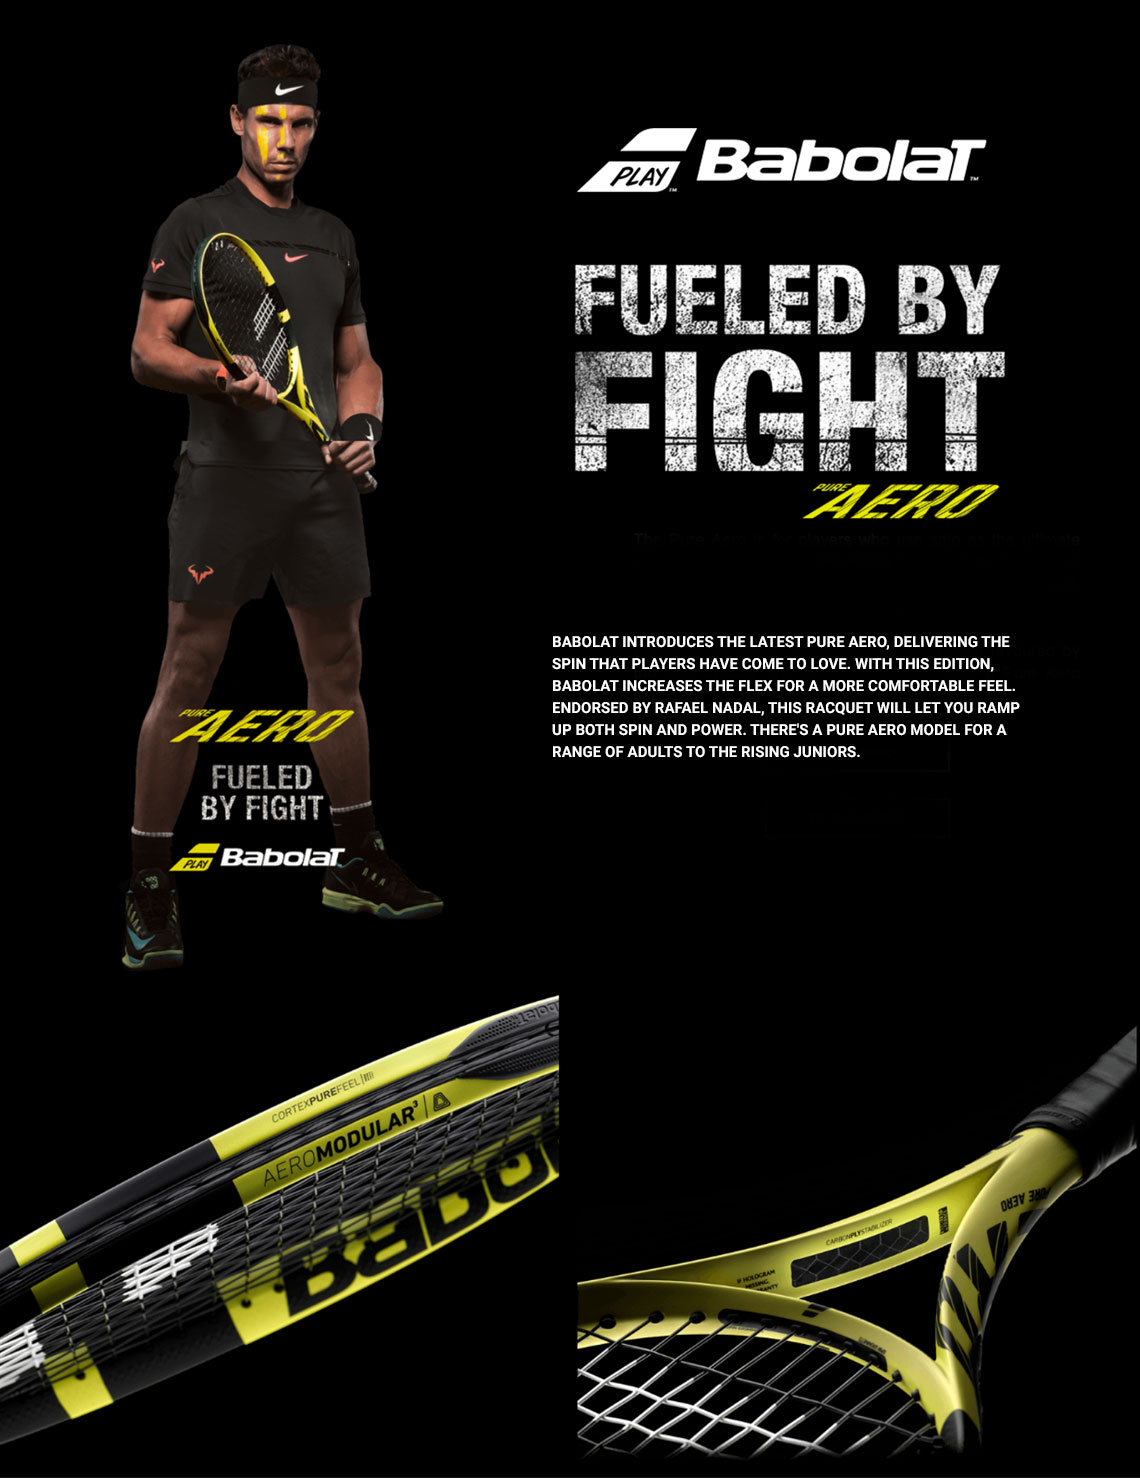 PLAY
BabolaT
FUELED BY
FIGHT
PURE
AERO
BABOLAT INTRODUCES THE LATEST PURE AERO, DELIVERING THE
SPIN THAT PLAYERS HAVE COME TO LOVE. WITH THIS EDITION,
BABOLAT INCREASES THE FLEX FOR A MORE COMFORTABLE FEEL.
ENDORSED BY RAFAEL NADAL, THIS RACQUET WILL LET YOU RAMP
UP BOTH SPIN AND POWER. THERE'S A PURE AERO MODEL FOR A
RANGE OF ADULTS TO THE RISING JUNIORS.
PURE
AERO
FUELED
BY FIGHT
PLAY
BabolaT
CORTEXPUREFEEL
AEROMODULAR³
PURE AERO
CARBONPLYSTABILIZER
HOLOGRAM